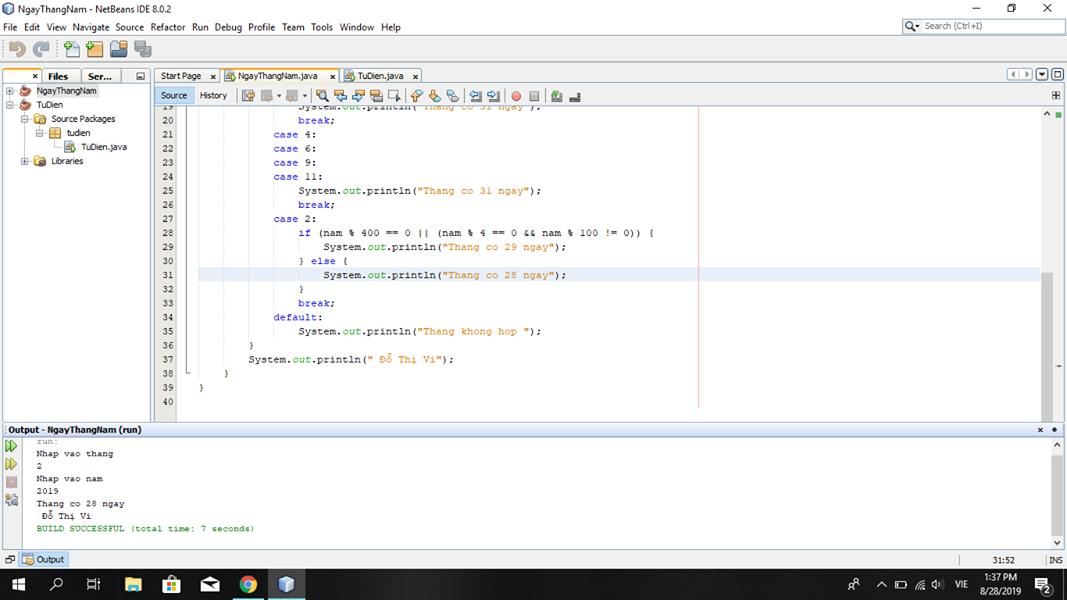 NgayThangNam - NetBeans IDE 8.0.2
File Edit View Navigate Source Refactor Run Debug Profile Team Tools Window Help
Search (Ctrl+I)
Files Ser... Start Page NgayThangNam.java TuDien.java
NgayThangNam
TuDien
Source Packages
tudien
TuDien.java
Libraries
Source History
19 System.out.println("Thang co 31 ngay");
20 break;
21 case 4:
22 case 6:
23 case 9:
24 case 11:
25 System.out.println("Thang co 31 ngay");
26 break;
27 case 2:
28 if (nam % 400 == 0 || (nam % 4 == 0 && nam % 100 != 0)) {
29 System.out.println("Thang co 29 ngay");
30 } else {
31 System.out.println("Thang co 28 ngay");
32 }
33 break;
34 default:
35 System.out.println("Thang khong hop ");
36 }
37 System.out.println(" Đỗ Thị Vi");
38 }
39 }
40
Output - NgayThangNam (run)
run:
Nhap vao thang
2
Nhap vao nam
2019
Thang co 28 ngay
Đỗ Thị Vi
BUILD SUCCESSFUL (total time: 7 seconds)
Output
31:52 INS
VIE
1:37 PM
8/28/2019
2